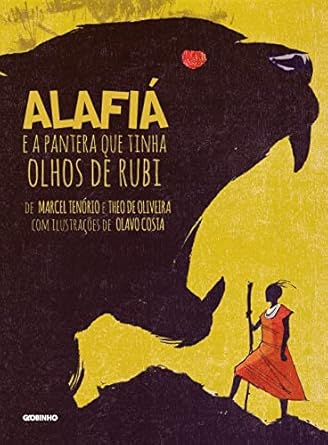 ALAFIÁ
E A PANTERA QUE TINHA
OLHOS DE RUBI
DE MARCEL TENÓRIO E THEO DE OLIVEIRA
COM ILUSTRAÇÕES DE OLAVO COSTA
GLOBINHO